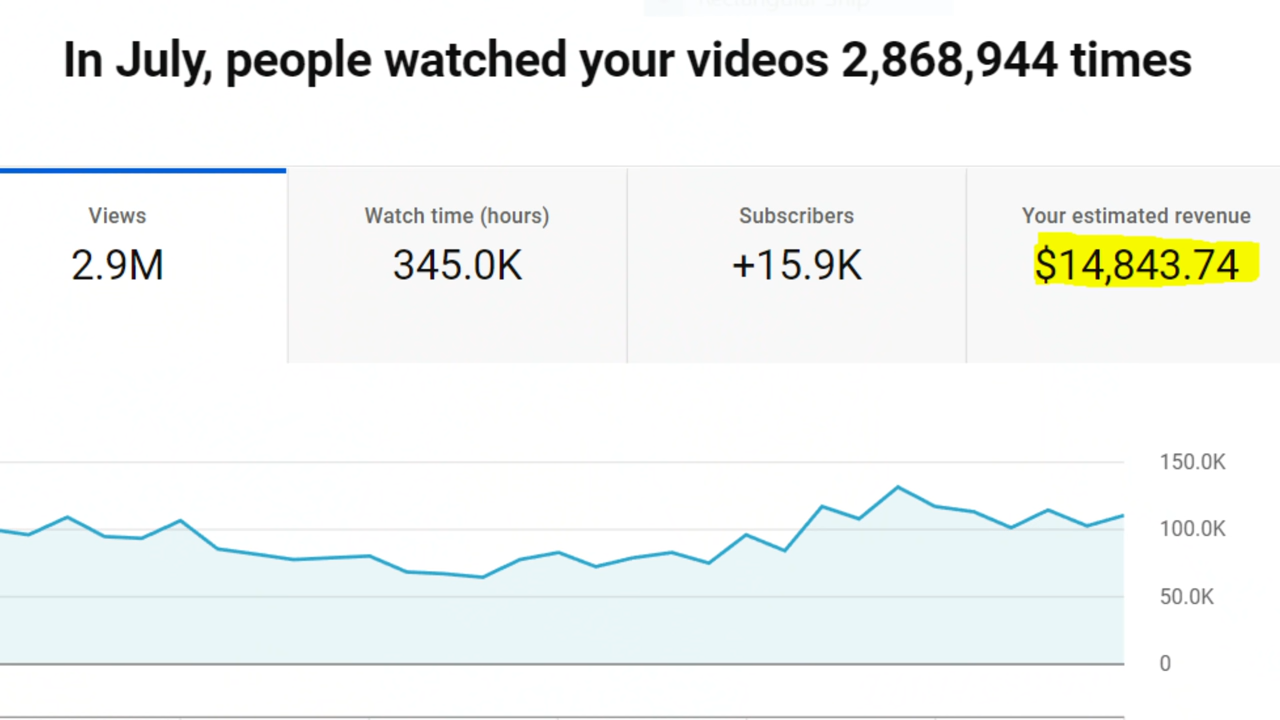 In July, people watched your videos 2,868,944 times
Views
2.9M
Watch time (hours)
345.0K
Subscribers
+15.9K
Your estimated revenue
$14,843.74
150.0K
100.0K
50.0K
0